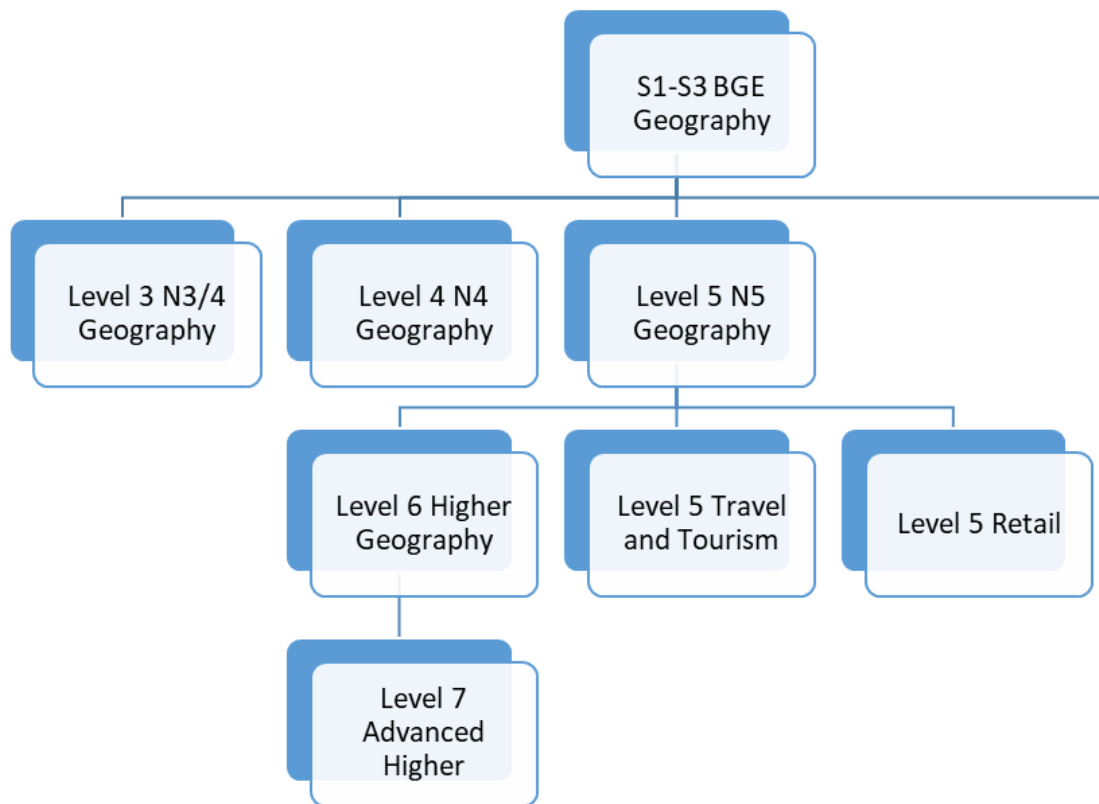 S1-S3 BGE
Geography
Level 3 N3/4
Geography
Level 4 N4
Geography
Level 5 N5
Geography
Level 6 Higher
Geography
Level 5 Travel
and Tourism
Level 5 Retail
Level 7
Advanced
Higher